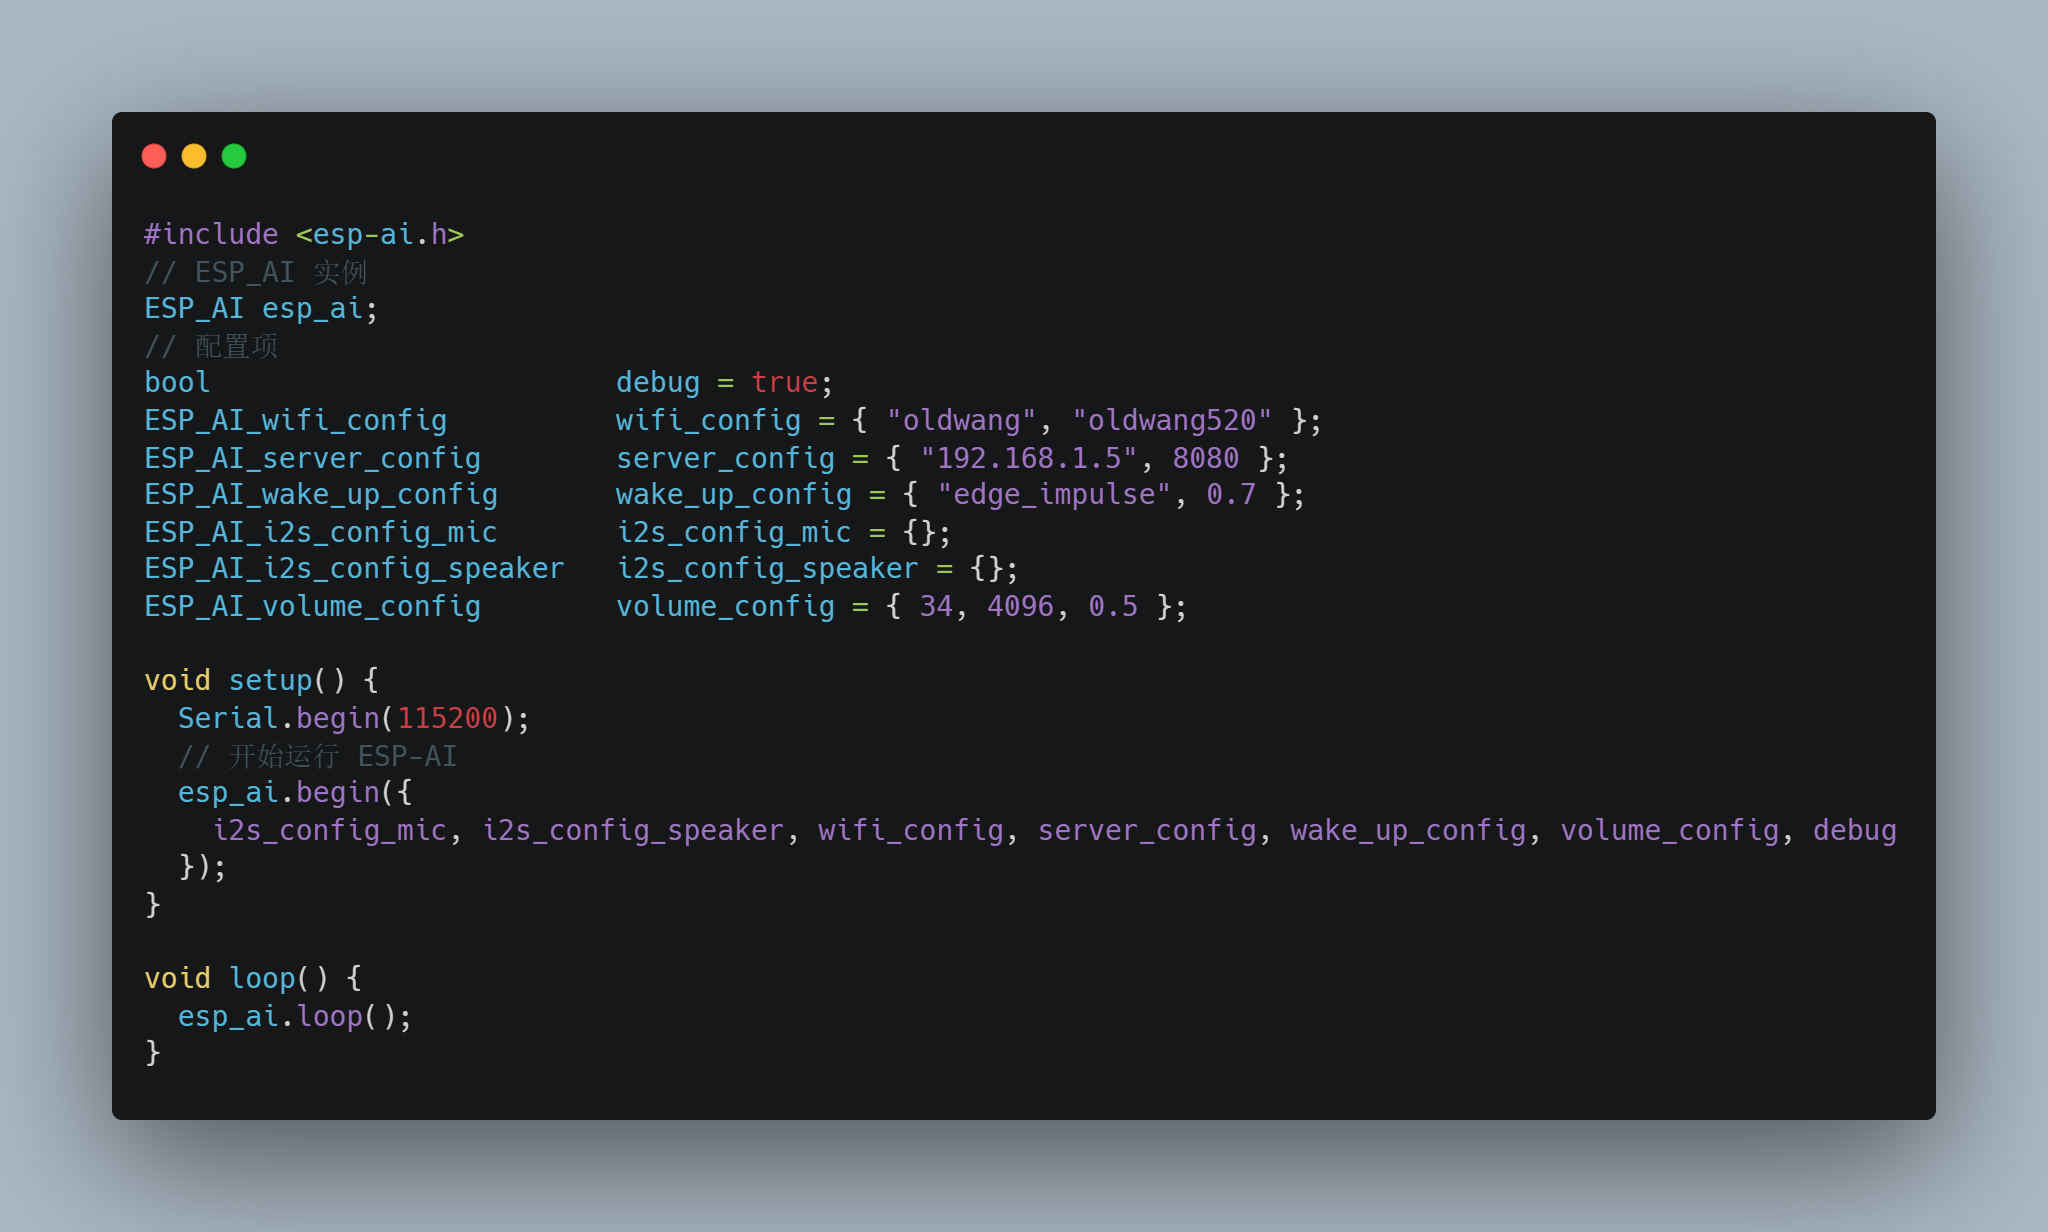 #include <esp-ai.h>
// ESP_AI 实例
ESP_AI esp_ai;
// 配置项
bool                        debug = true;
ESP_AI_wifi_config          wifi_config = { "oldwang", "oldwang520" };
ESP_AI_server_config        server_config = { "192.168.1.5", 8080 };
ESP_AI_wake_up_config       wake_up_config = { "edge_impulse", 0.7 };
ESP_AI_i2s_config_mic       i2s_config_mic = {};
ESP_AI_i2s_config_speaker   i2s_config_speaker = {};
ESP_AI_volume_config        volume_config = { 34, 4096, 0.5 };

void setup() {
  Serial.begin(115200);
  // 开始运行 ESP-AI
  esp_ai.begin({
    i2s_config_mic, i2s_config_speaker, wifi_config, server_config, wake_up_config, volume_config, debug
  });
}

void loop() {
  esp_ai.loop();
}